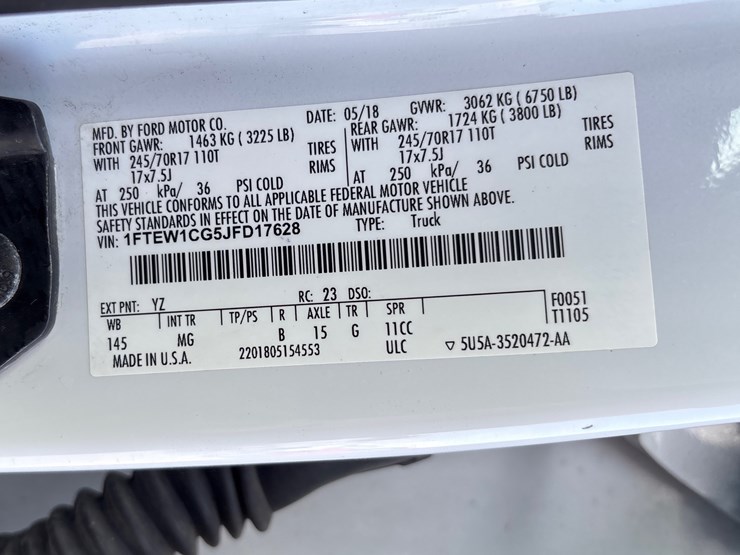 MFD. BY FORD MOTOR CO. DATE: 05/18 GVWR: 3062 KG ( 6750 LB)
FRONT GAWR: 1463 KG ( 3225 LB) REAR GAWR: 1724 KG ( 3800 LB)
WITH 245/70R17 110T TIRES WITH 245/70R17 110T TIRES
17x7.5J RIMS 17x7.5J RIMS
AT 250 kPa/ 36 PSI COLD AT 250 kPa/ 36 PSI COLD
THIS VEHICLE CONFORMS TO ALL APPLICABLE FEDERAL MOTOR VEHICLE
SAFETY STANDARDS IN EFFECT ON THE DATE OF MANUFACTURE SHOWN ABOVE.
VIN: 1FTEW1CG5JFD17628 TYPE: Truck
EXT PNT: YZ RC: 23 DSO:
WB INT TR TP/PS R AXLE TR SPR F0051
145 MG B 15 G 11CC T1105
MADE IN U.S.A. 2201805154553 ULC ▽ 5U5A-3520472-AA